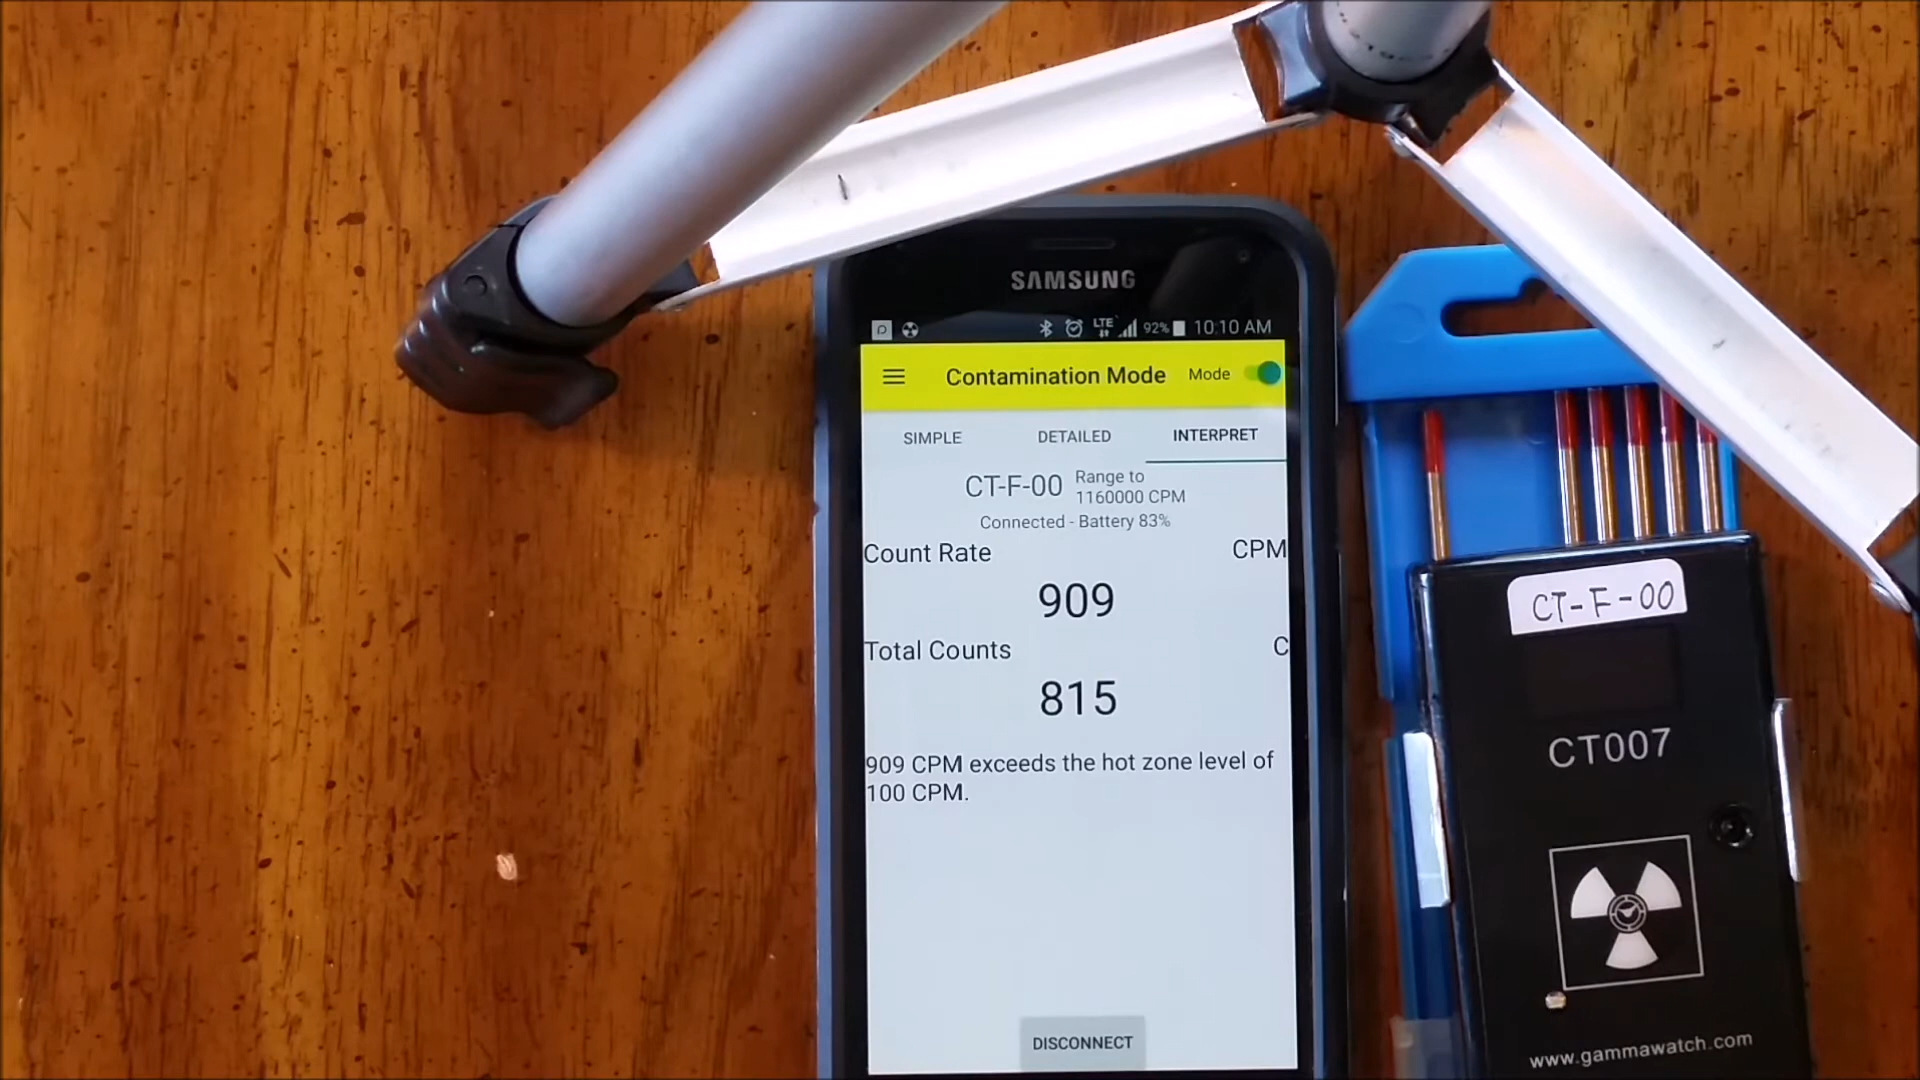 SAMSUNG
LTE 92% 10:10 AM
Contamination Mode Mode
SIMPLE DETAILED INTERPRET
CT-F-00 Range to
1160000 CPM
Connected - Battery 83%
Count Rate CPM
909
Total Counts C
815
909 CPM exceeds the hot zone level of
100 CPM.
DISCONNECT
CT-F-00
CT007
www.gammawatch.com